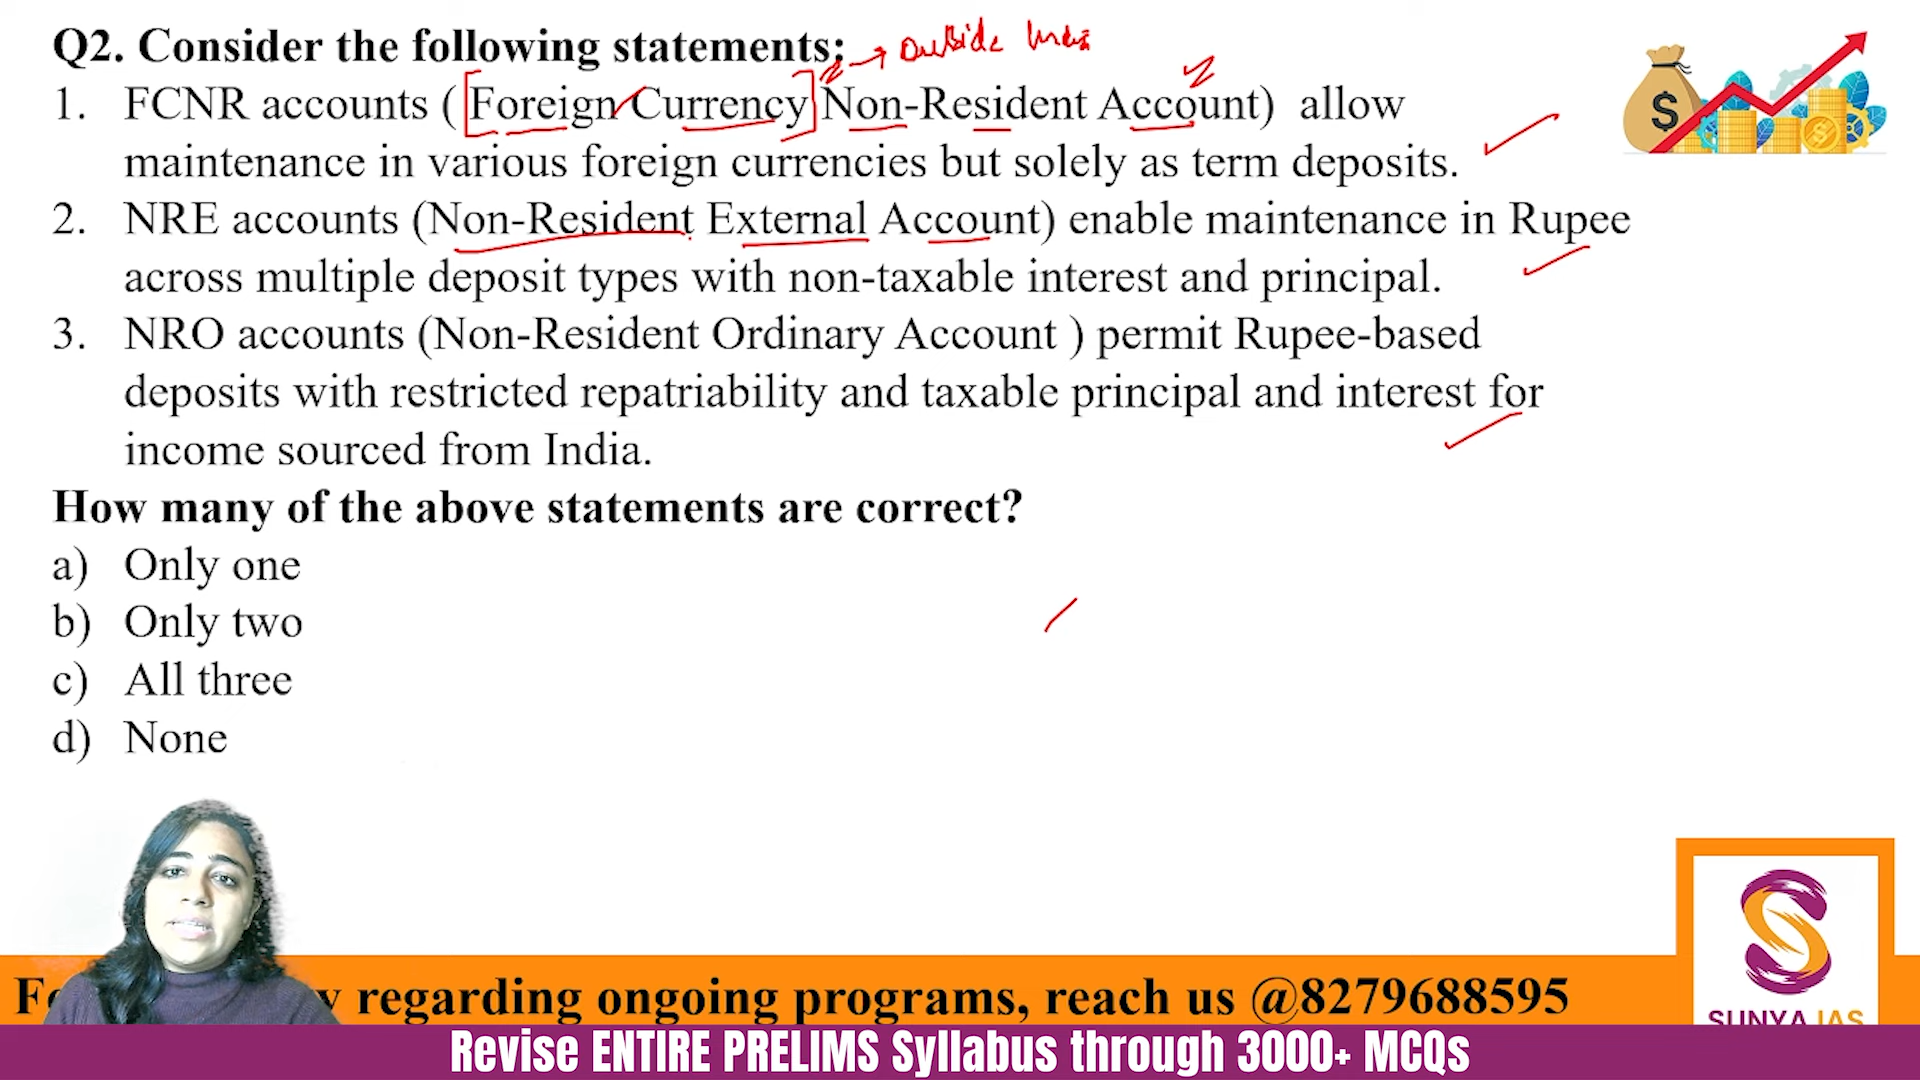 Q2. Consider the following statements:
→ outside India
1. FCNR accounts ( Foreign Currency Non-Resident Account) allow
maintenance in various foreign currencies but solely as term deposits.
2. NRE accounts (Non-Resident External Account) enable maintenance in Rupee
across multiple deposit types with non-taxable interest and principal.
3. NRO accounts (Non-Resident Ordinary Account ) permit Rupee-based
deposits with restricted repatriability and taxable principal and interest for
income sourced from India.
How many of the above statements are correct?
a) Only one
b) Only two
c) All three
d) None
$
regarding ongoing programs, reach us @8279688595
SUNYA IAS
Revise ENTIRE PRELIMS Syllabus through 3000+ MCQs